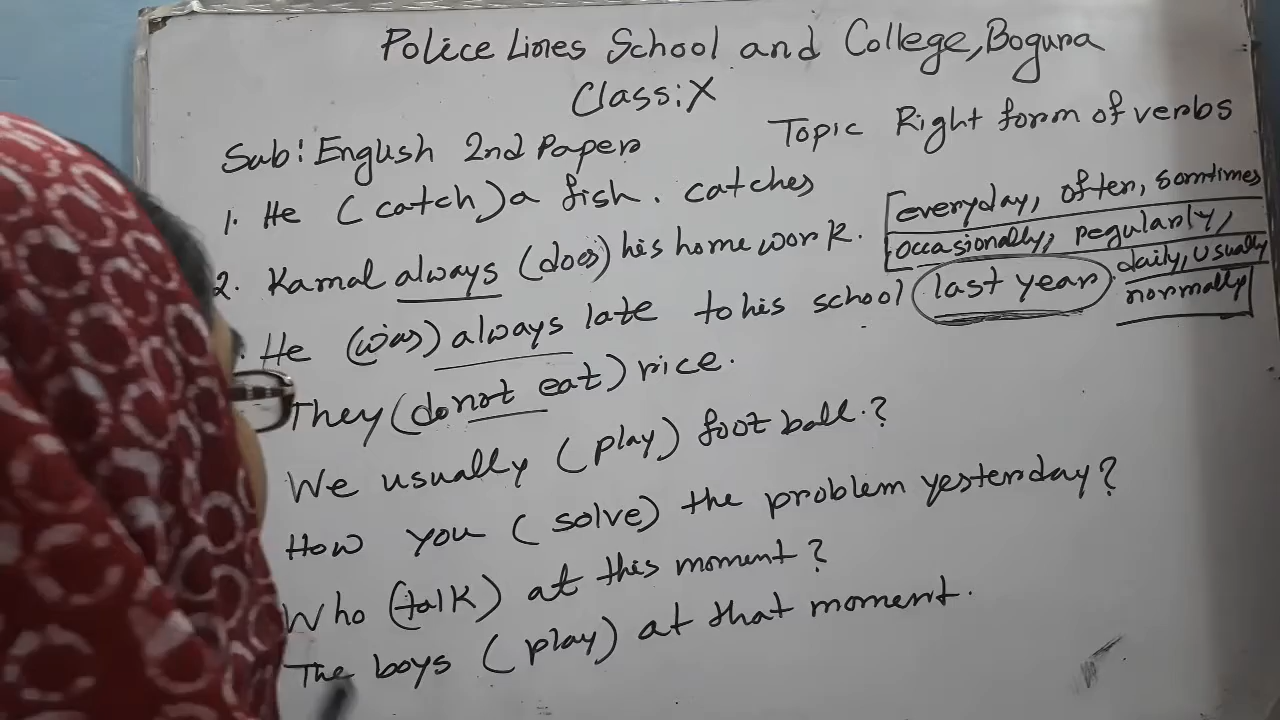 Police Lines School and College, Bogura
Class: X
Sub: English 2nd Paper
Topic Right form of verbs
1. He (catch) a fish. catches
everyday, often, somtimes
occasionally, regularly,
daily, usually
normally
2. Kamal always (does) his home work.
. He (was) always late to his school last year.
They (do not eat) rice.
We usually (play) foot ball.?
How you (solve) the problem yesterday?
Who (talk) at this moment?
The boys (play) at that moment.